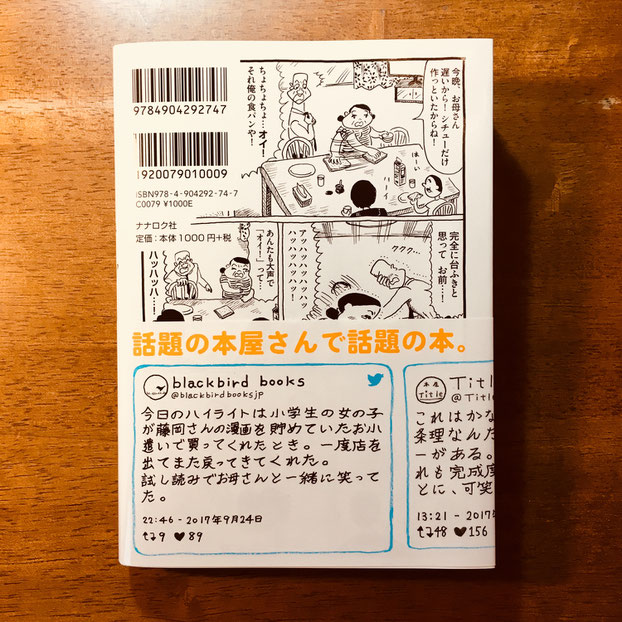 9784904292747
1920079010009
ISBN978-4-904292-74-7
C0079 ¥1000E
ナナロク社
定価：本体1000円+税
今晩、お母さん
遅いから！シチューだけ
作っといたからね！
はーい
ハーイ
ちょちょちょ…オイ！
それ俺の食パンや！
完全に台ふきと
思って お前…！
ククク…
アッハッハッハッハッ
ハッハッハッハッハ！
あんたも大声で
「オイ！」って…
ハッハッハ…！
話題の本屋さんで話題の本。
blackbird books
@blackbirdbooksjp
今日のハイライトは小学生の女の子
が藤岡さんの漫画を貯めていたお小
遣いで買ってくれたとき。一度店を
出てまた戻ってきてくれた。
試し読みでお母さんと一緒に笑って
た。
22:46 - 2017年9月24日
9 89
本屋
Title
Titl
@Title
これはかな
条理なんた
ーがある。
れも完成度
とに、可笑
13:21 - 2017
48 156